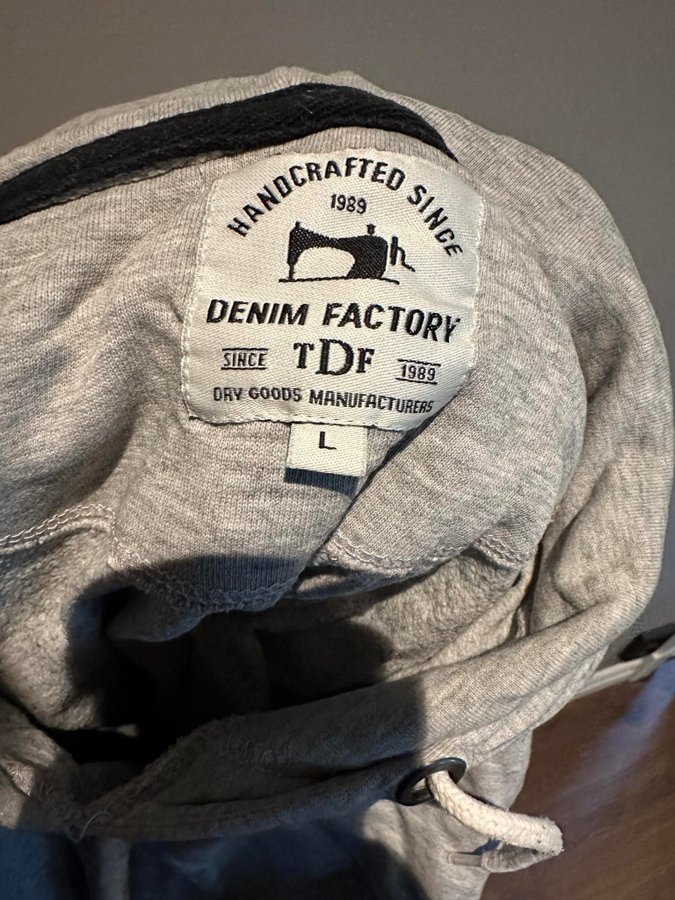 HANDCRAFTED SINCE
1989
DENIM FACTORY
SINCE TDF 1989
DRY GOODS MANUFACTURERS
L